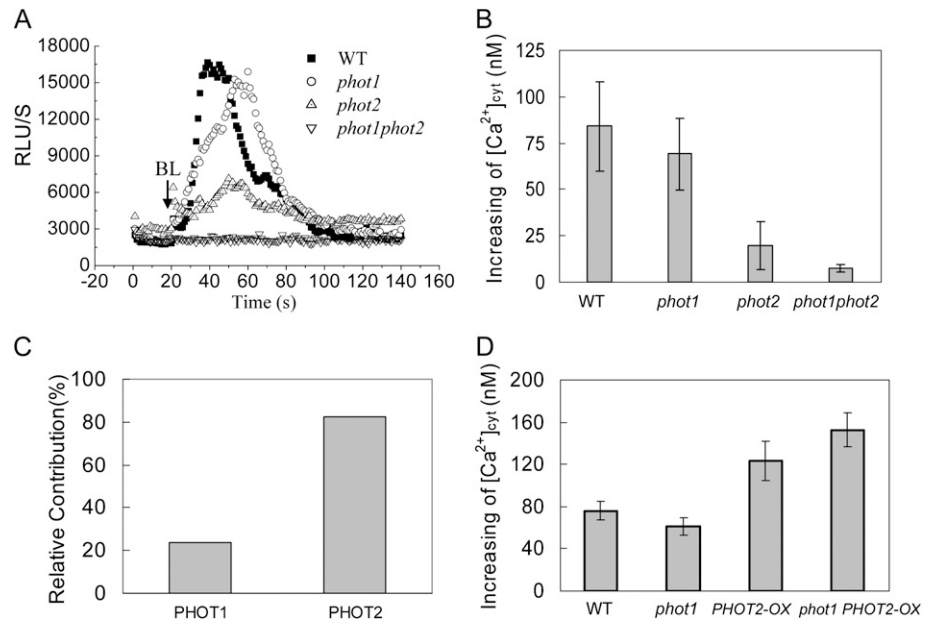 A
RLU/S
18000
15000
12000
9000
6000
3000
0
-20 0 20 40 60 80 100 120 140 160
Time (s)
BL
WT
phot1
phot2
phot1phot2
B
Increasing of [Ca2+]cyt (nM)
125
100
75
50
25
0
WT phot1 phot2 phot1phot2
C
Relative Contribution(%)
100
80
60
40
20
0
PHOT1 PHOT2
D
Increasing of [Ca2+]cyt (nM)
200
160
120
80
40
0
WT phot1 PHOT2-OX phot1 PHOT2-OX